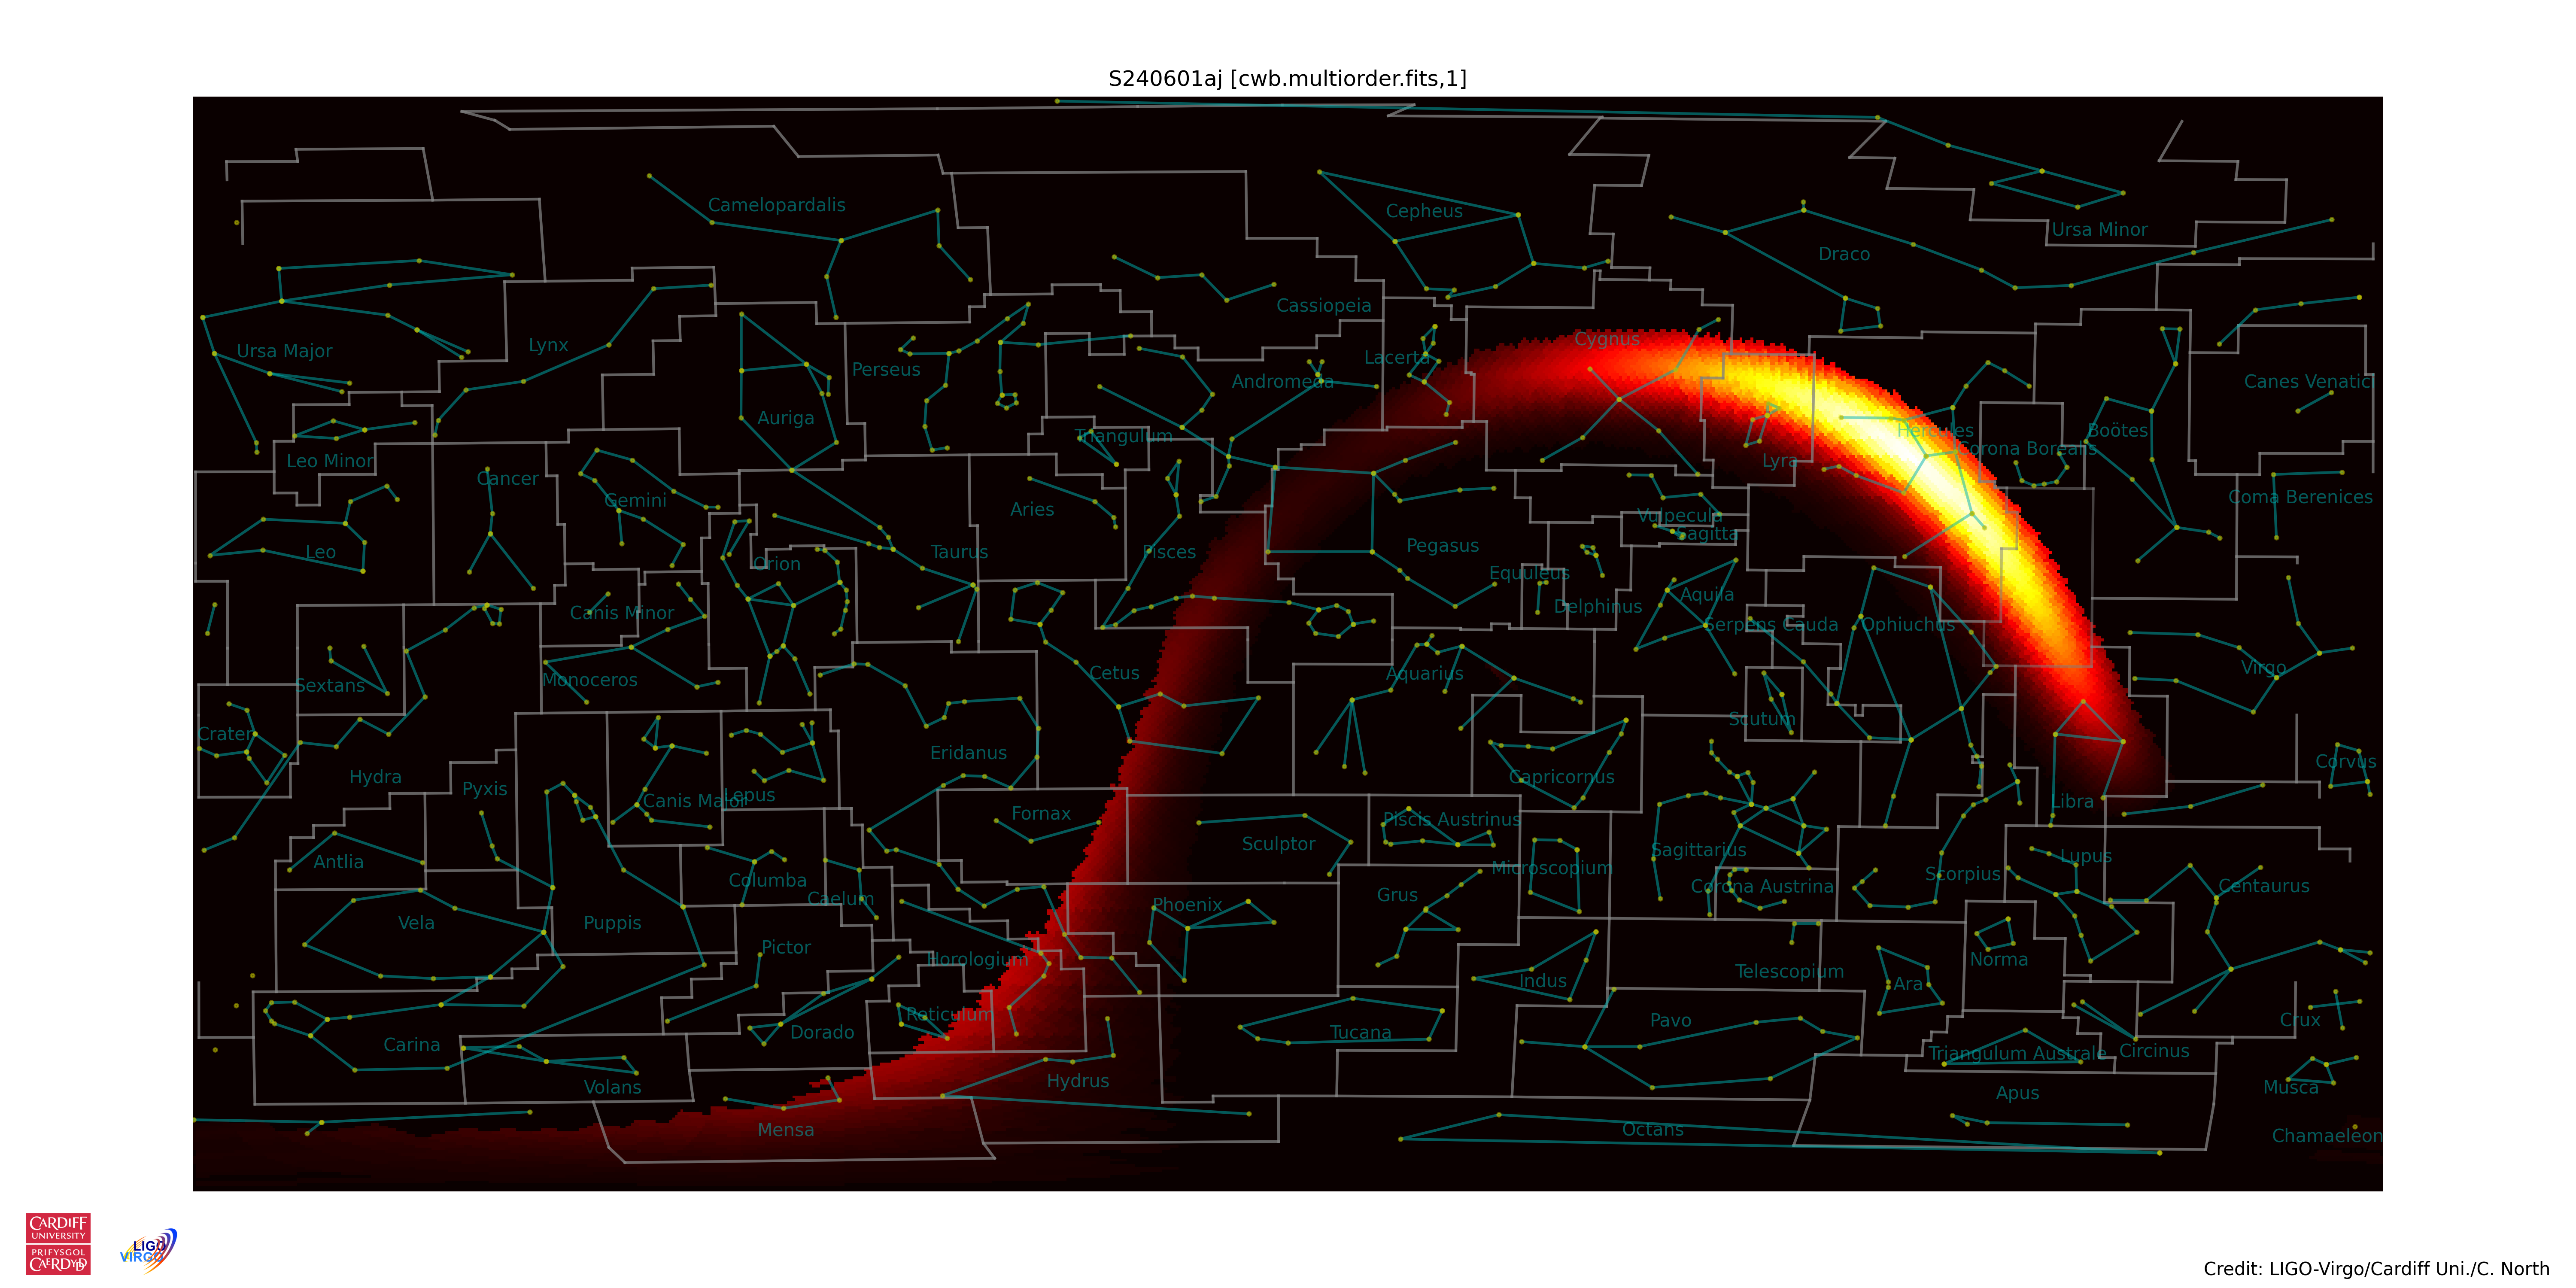 S240601aj [cwb.multiorder.fits,1]
Camelopardalis
Cepheus
Ursa Minor
Draco
Cassiopeia
Cygnus
Ursa Major
Lynx
Lacerta
Perseus
Andromeda
Canes Venatici
Auriga
Hercules
Boötes
Triangulum
Corona Borealis
Leo Minor
Lyra
Cancer
Gemini
Coma Berenices
Aries
Vulpecula
Sagitta
Leo
Taurus
Pisces
Pegasus
Orion
Equuleus
Aquila
Delphinus
Canis Minor
Serpens Cauda
Ophiuchus
Virgo
Cetus
Aquarius
Monoceros
Sextans
Scutum
Crater
Eridanus
Corvus
Hydra
Capricornus
Pyxis
Lepus
Canis Major
Libra
Fornax
Piscis Austrinus
Sculptor
Sagittarius
Lupus
Antlia
Microscopium
Scorpius
Columba
Corona Austrina
Centaurus
Grus
Caelum
Phoenix
Vela
Puppis
Pictor
Horologium
Norma
Telescopium
Indus
Ara
Reticulum
Pavo
Crux
Dorado
Tucana
Carina
Triangulum Australe
Circinus
Hydrus
Volans
Musca
Apus
Mensa
Octans
Chamaeleon
CARDIFF
UNIVERSITY
PRIFYSGOL
CAERDYDD
LIGO
VIRGO
Credit: LIGO-Virgo/Cardiff Uni./C. North